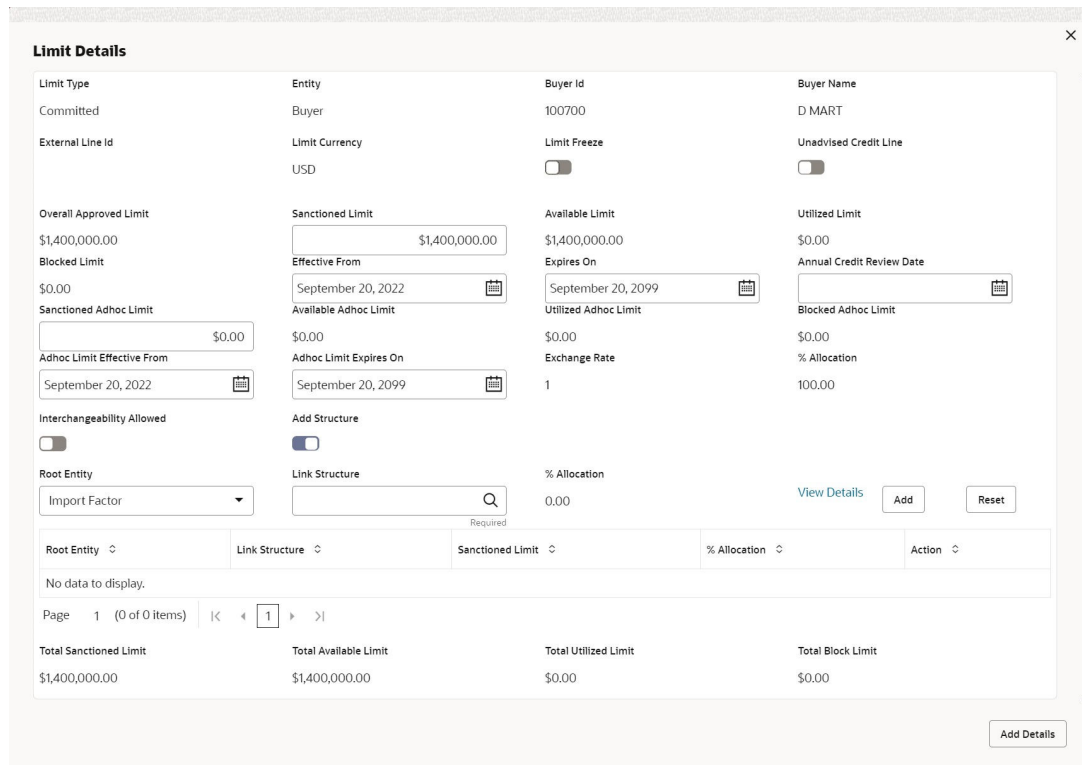 Limit Details
Limit Type Entity Buyer Id Buyer Name
Committed Buyer 100700 D MART
External Line Id Limit Currency Limit Freeze Unadvised Credit Line
USD
Overall Approved Limit Sanctioned Limit Available Limit Utilized Limit
$1,400,000.00 $1,400,000.00 $1,400,000.00 $0.00
Blocked Limit Effective From Expires On Annual Credit Review Date
$0.00 September 20, 2022 September 20, 2099
Sanctioned Adhoc Limit Available Adhoc Limit Utilized Adhoc Limit Blocked Adhoc Limit
$0.00 $0.00 $0.00 $0.00
Adhoc Limit Effective From Adhoc Limit Expires On Exchange Rate % Allocation
September 20, 2022 September 20, 2099 1 100.00
Interchangeability Allowed Add Structure
Root Entity Link Structure % Allocation
Import Factor 0.00 View Details Add Reset
Required
Root Entity Link Structure Sanctioned Limit % Allocation Action
No data to display.
Page 1 (0 of 0 items) 1
Total Sanctioned Limit Total Available Limit Total Utilized Limit Total Block Limit
$1,400,000.00 $1,400,000.00 $0.00 $0.00
Add Details